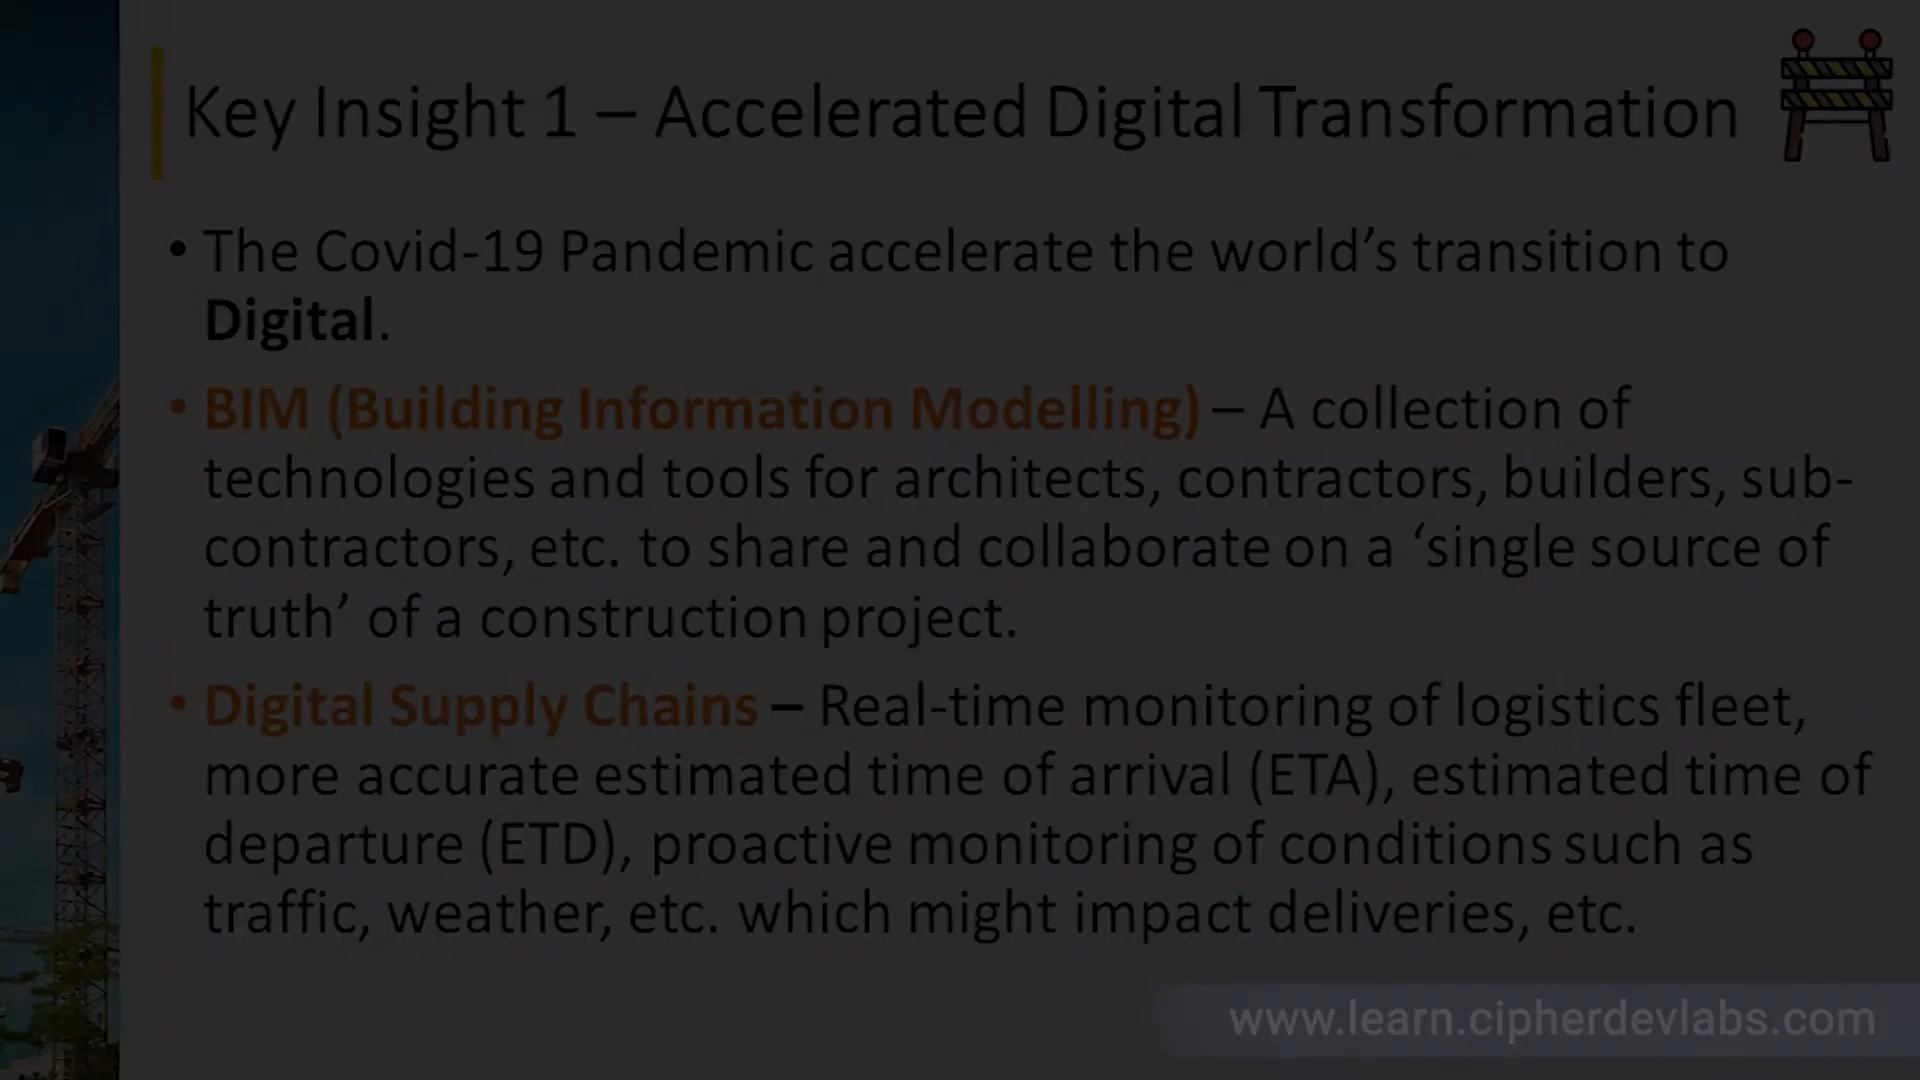 Key Insight 1 – Accelerated Digital Transformation
• The Covid-19 Pandemic accelerate the world’s transition to
Digital.
• BIM (Building Information Modelling) – A collection of
technologies and tools for architects, contractors, builders, sub-
contractors, etc. to share and collaborate on a ‘single source of
truth’ of a construction project.
• Digital Supply Chains – Real-time monitoring of logistics fleet,
more accurate estimated time of arrival (ETA), estimated time of
departure (ETD), proactive monitoring of conditions such as
traffic, weather, etc. which might impact deliveries, etc.
www.learn.cipherdevlabs.com